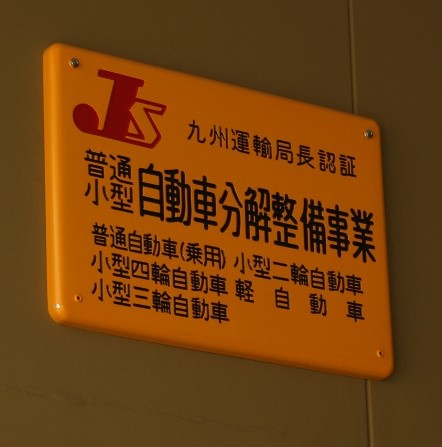 JS
九州運輸局長認証
普通
小型
自動車分解整備事業
普通自動車(乗用) 小型二輪自動車
小型四輪自動車 軽自動車
小型三輪自動車